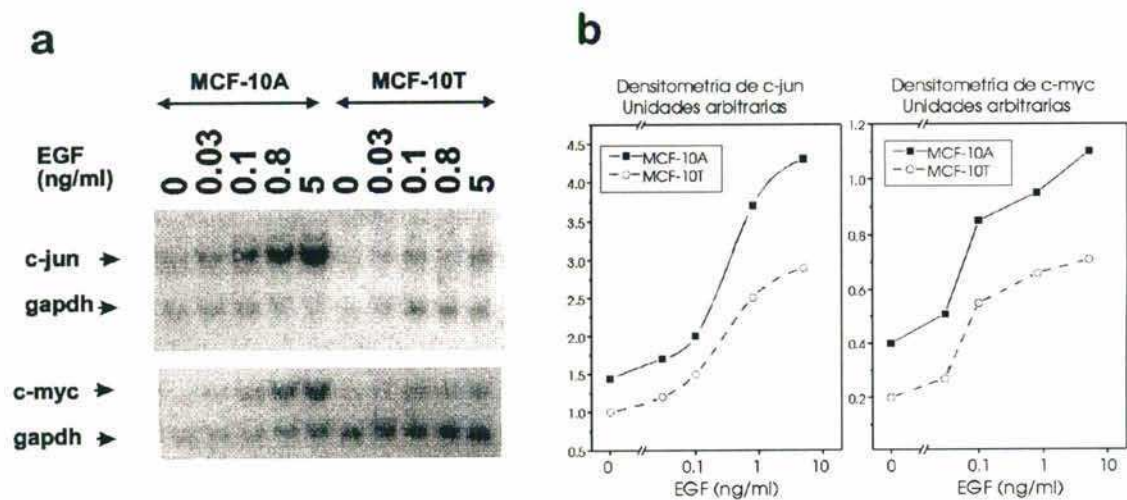 a
MCF-10A MCF-10T
EGF
(ng/ml)
0 0.03 0.1 0.8 5 0 0.03 0.1 0.8 5
c-jun
gapdh
c-myc
gapdh
b
Densitometria de c-jun
Unidades arbitrarias
4.5
4.0
3.5
3.0
2.5
2.0
1.5
1.0
0.5
MCF-10A
MCF-10T
0 0.1 1 10
EGF (ng/ml)
Densitometría de c-myc
Unidades arbitrarias
1.2
1.0
0.8
0.6
0.4
0.2
MCF-10A
MCF-10T
0 0.1 1 10
EGF (ng/ml)